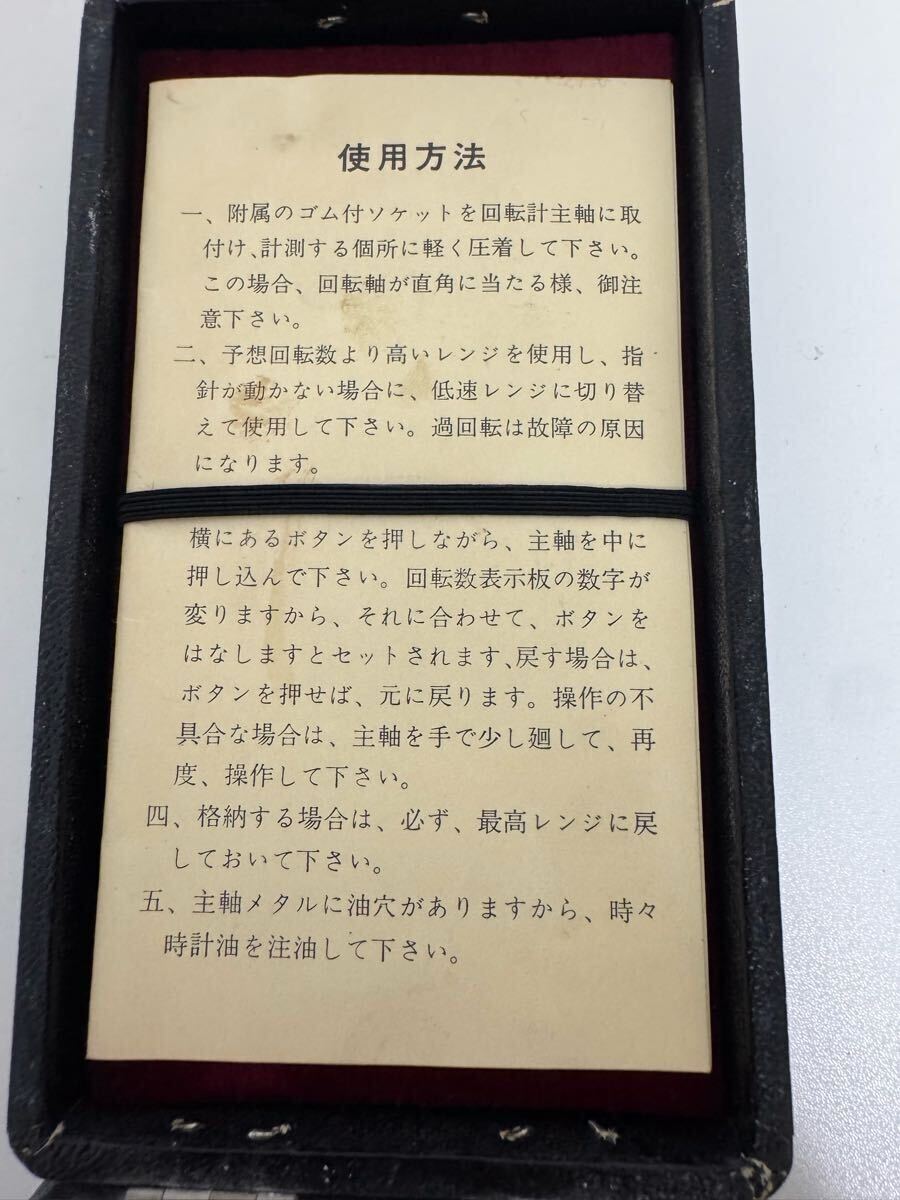 使用方法
一、附属のゴム付ソケットを回転計主軸に取
付け、計測する個所に軽く圧着して下さい。
この場合、回転軸が直角に当たる様、御注
意下さい。
二、予想回転数より高いレンジを使用し、指
針が動かない場合に、低速レンジに切り替
えて使用して下さい。過回転は故障の原因
になります。
横にあるボタンを押しながら、主軸を中に
押し込んで下さい。回転数表示板の数字が
変りますから、それに合わせて、ボタンを
はなしますとセットされます、戻す場合は、
ボタンを押せば、元に戻ります。操作の不
具合な場合は、主軸を手で少し廻して、再
度、操作して下さい。
四、格納する場合は、必ず、最高レンジに戻
しておいて下さい。
五、主軸メタルに油穴がありますから、時々
時計油を注油して下さい。